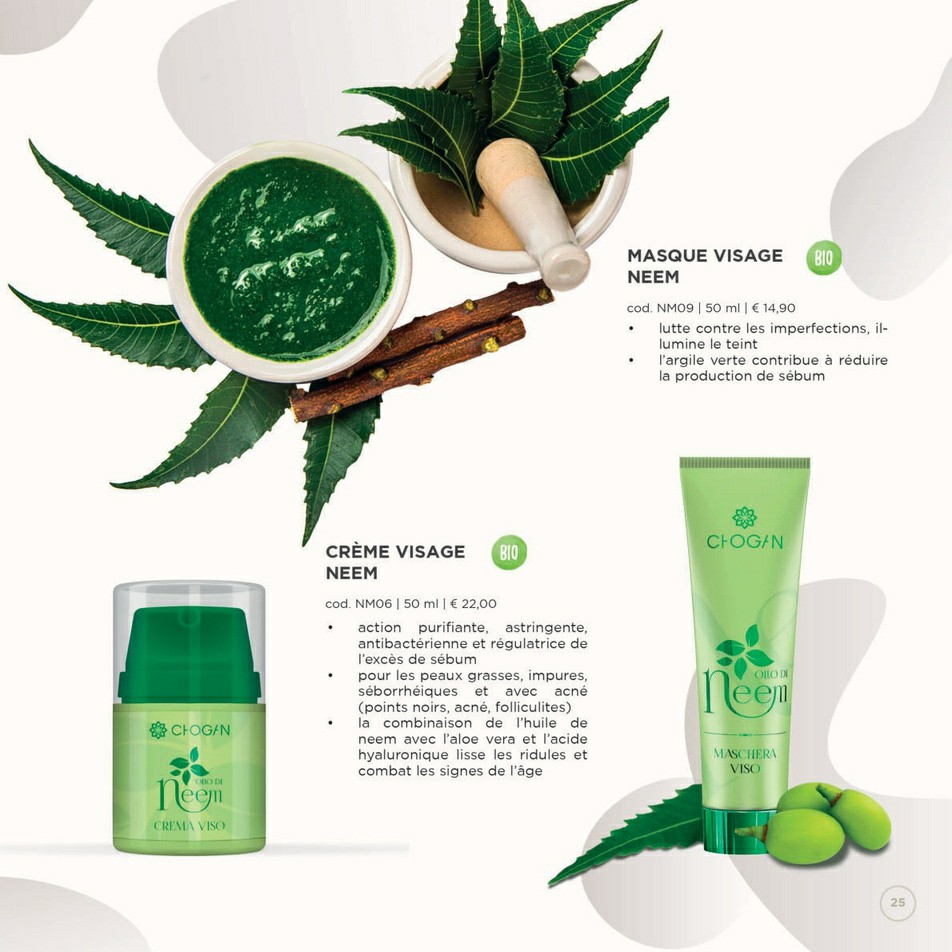 MASQUE VISAGE
NEEM
BIO
cod. NM09 | 50 ml | € 14,90
• lutte contre les imperfections, il-
lumine le teint
• l'argile verte contribue à réduire
la production de sébum
CRÈME VISAGE
NEEM
BIO
cod. NM06 | 50 ml | € 22,00
• action purifiante, astringente,
antibactérienne et régulatrice de
l'excès de sébum
• pour les peaux grasses, impures,
séborrhéiques et avec acné
(points noirs, acné, folliculites)
• la combinaison de l'huile de
neem avec l'aloe vera et l'acide
hyaluronique lisse les ridules et
combat les signes de l'âge
CHOGAN
OLIO DI
neem
CREMA VISO
CHOGAN
OLIO DI
neem
MASCHERA
VISO
25